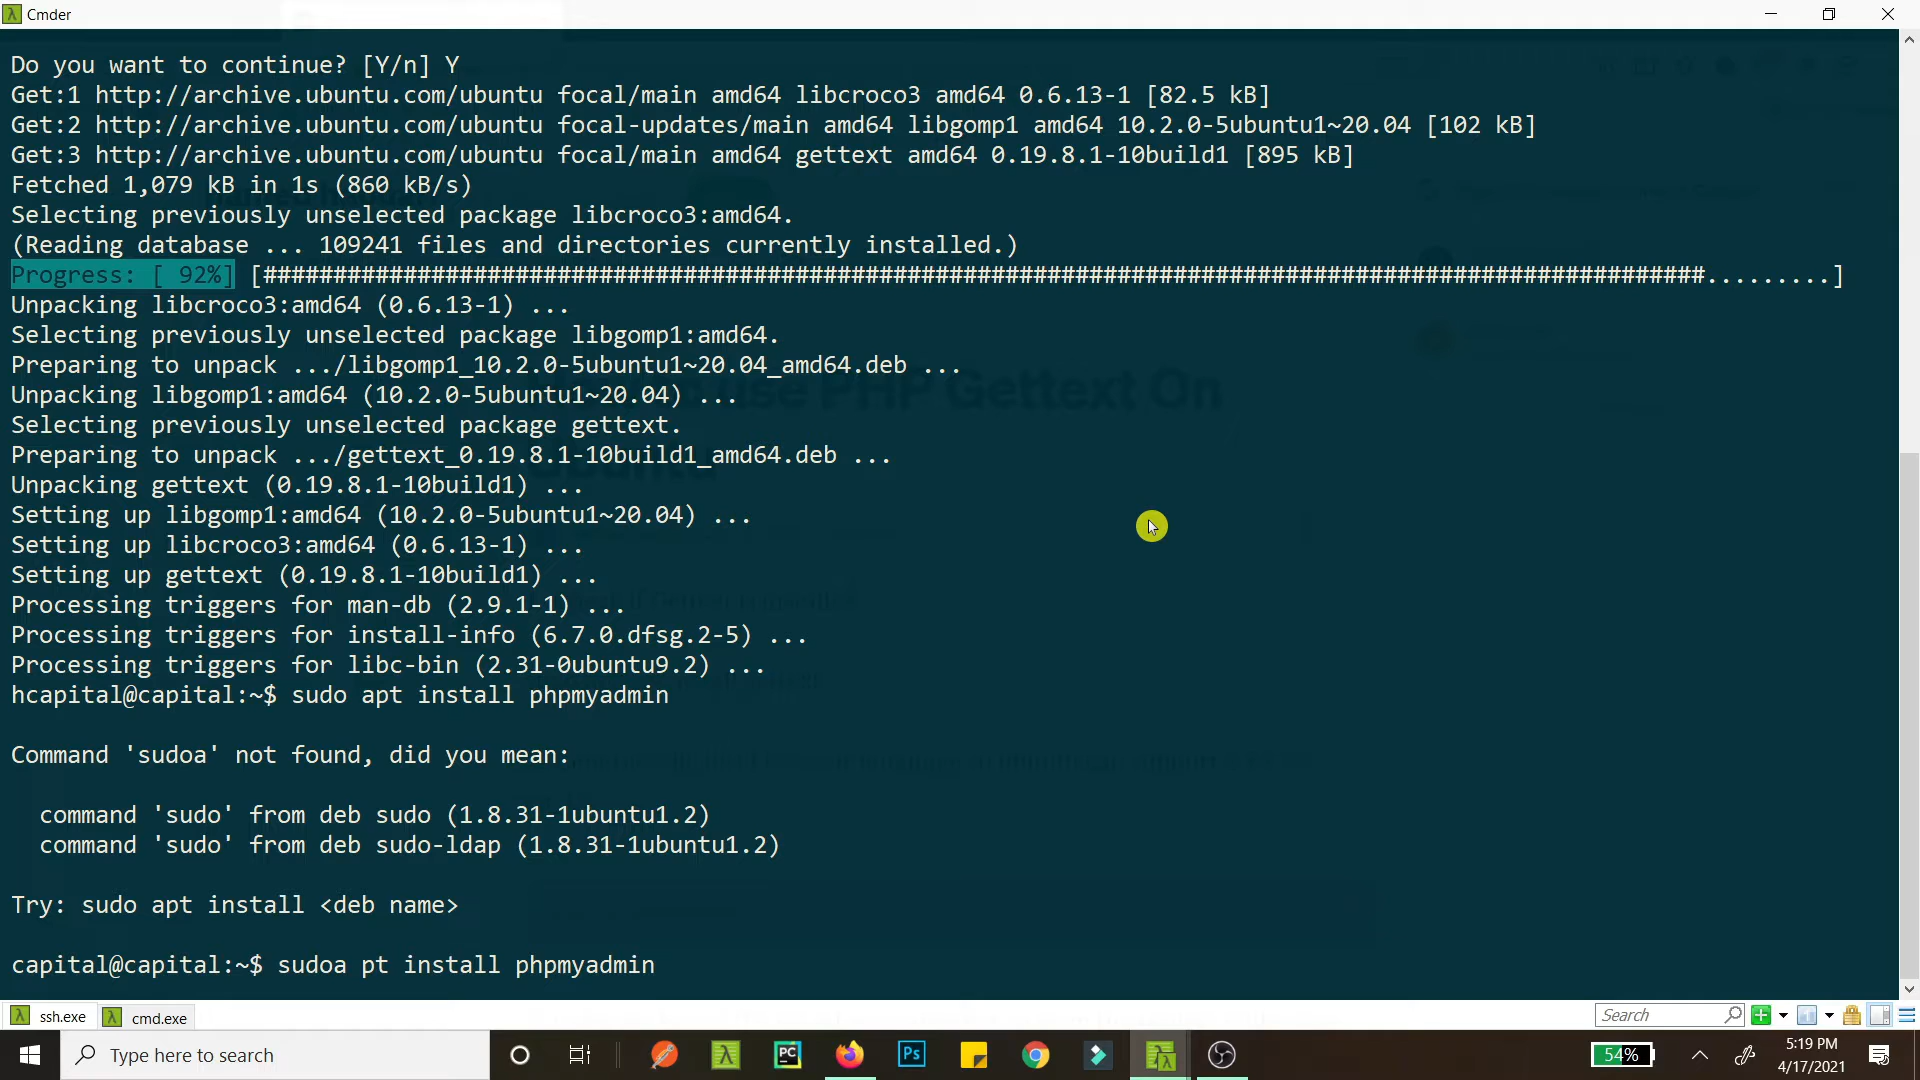 Cmder
Do you want to continue? [Y/n] Y
Get:1 http://archive.ubuntu.com/ubuntu focal/main amd64 libcroco3 amd64 0.6.13-1 [82.5 kB]
Get:2 http://archive.ubuntu.com/ubuntu focal-updates/main amd64 libgomp1 amd64 10.2.0-5ubuntu1~20.04 [102 kB]
Get:3 http://archive.ubuntu.com/ubuntu focal/main amd64 gettext amd64 0.19.8.1-10build1 [895 kB]
Fetched 1,079 kB in 1s (860 kB/s)
Selecting previously unselected package libcroco3:amd64.
(Reading database ... 109241 files and directories currently installed.)
Progress: [ 92%] [#######################################################################################################.........]
Unpacking libcroco3:amd64 (0.6.13-1) ...
Selecting previously unselected package libgomp1:amd64.
Preparing to unpack .../libgomp1_10.2.0-5ubuntu1~20.04_amd64.deb ...
Unpacking libgomp1:amd64 (10.2.0-5ubuntu1~20.04) ...
use PHP Gettext On
Selecting previously unselected package gettext.
Preparing to unpack .../gettext_0.19.8.1-10build1_amd64.deb ...
Unpacking gettext (0.19.8.1-10build1) ...
Setting up libgomp1:amd64 (10.2.0-5ubuntu1~20.04) ...
Setting up libcroco3:amd64 (0.6.13-1) ...
Setting up gettext (0.19.8.1-10build1) ...
Processing triggers for man-db (2.9.1-1) ...
Processing triggers for install-info (6.7.0.dfsg.2-5) ...
Processing triggers for libc-bin (2.31-0ubuntu9.2) ...
hcapital@capital:~$ sudo apt install phpmyadmin
Command 'sudoa' not found, did you mean:
command 'sudo' from deb sudo (1.8.31-1ubuntu1.2)
command 'sudo' from deb sudo-ldap (1.8.31-1ubuntu1.2)
Try: sudo apt install <deb name>
capital@capital:~$ sudoa pt install phpmyadmin
ssh.exe
cmd.exe
Search
Type here to search
PC
Ps
54%
5:19 PM
4/17/2021